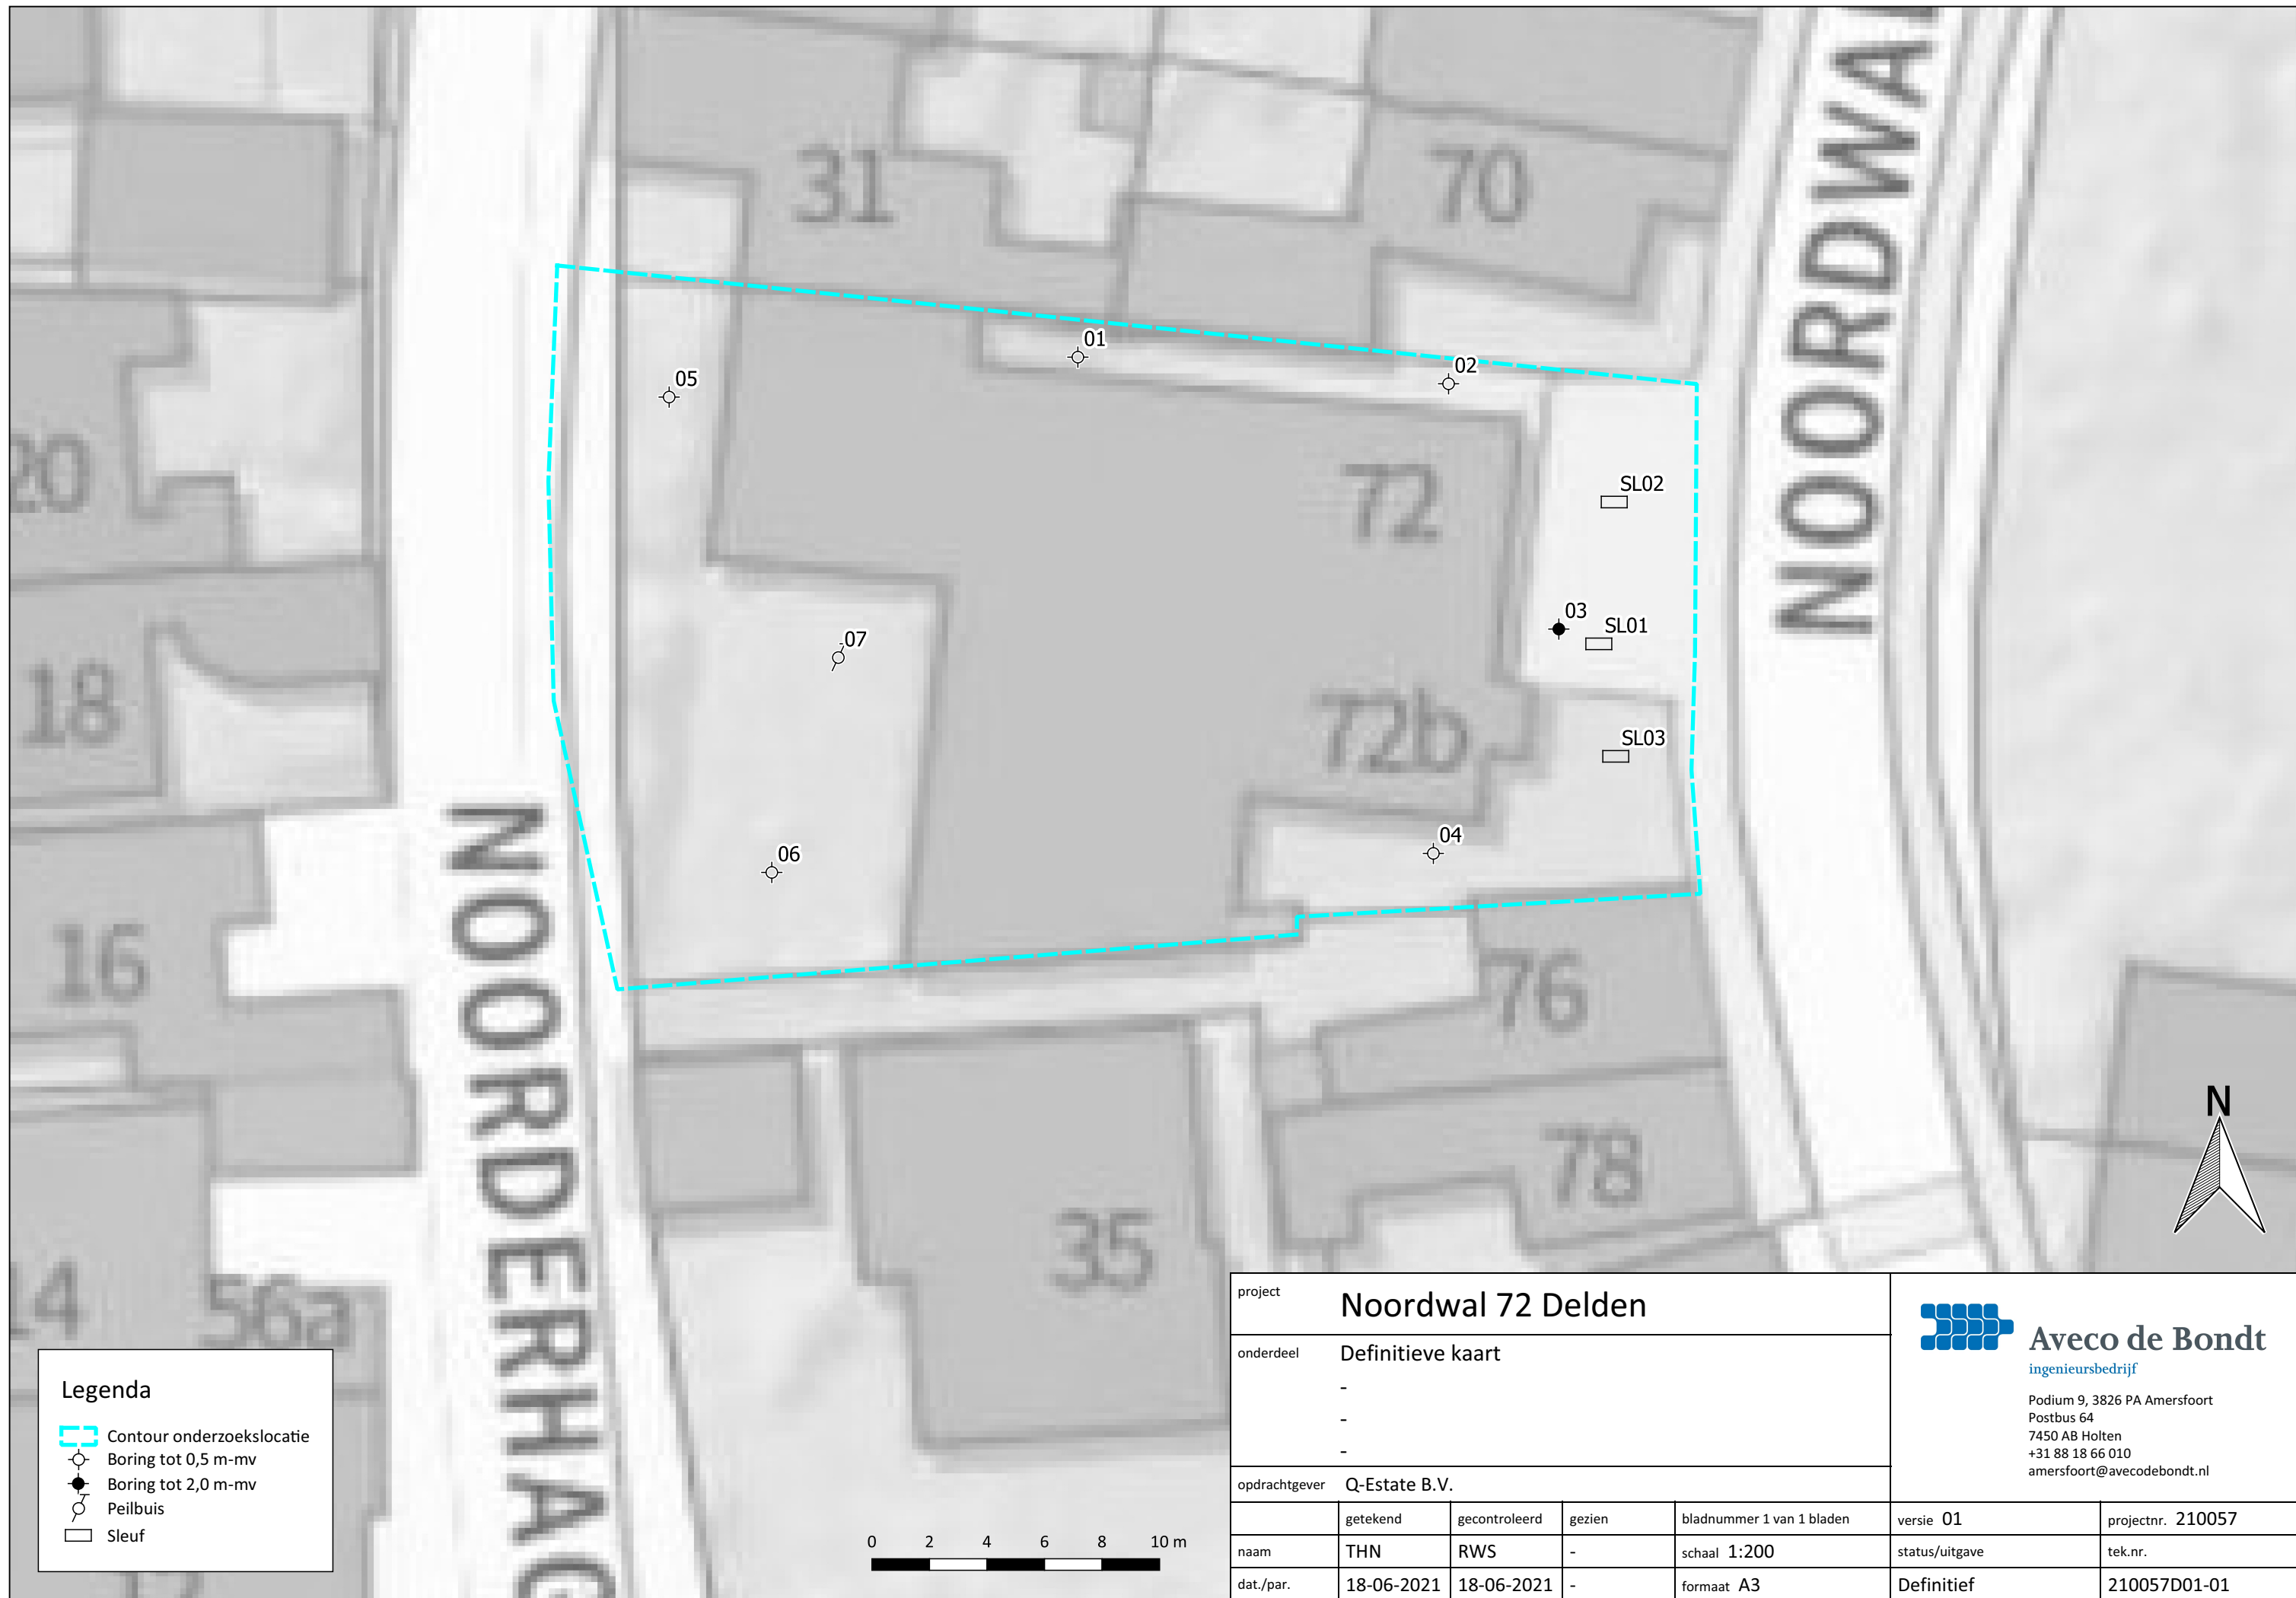 NOORDWAL
31
70
01
02
05
20
72
SL02
03
SL01
07
18
72b
SL03
NOORDERHAG
04
06
16
76
N
78
35
14
56a
Legenda
Contour onderzoekslocatie
Boring tot 0,5 m-mv
Boring tot 2,0 m-mv
Peilbuis
Sleuf
0 2 4 6 8 10 m
project Noordwal 72 Delden
onderdeel Definitieve kaart
-
-
-
opdrachtgever Q-Estate B.V.
Aveco de Bondt
ingenieursbedrijf
Podium 9, 3826 PA Amersfoort
Postbus 64
7450 AB Holten
+31 88 18 66 010
amersfoort@avecodebondt.nl
getekend gecontroleerd gezien bladnummer 1 van 1 bladen versie 01 projectnr. 210057
naam THN RWS - schaal 1:200 status/uitgave tek.nr.
dat./par. 18-06-2021 18-06-2021 - formaat A3 Definitief 210057D01-01